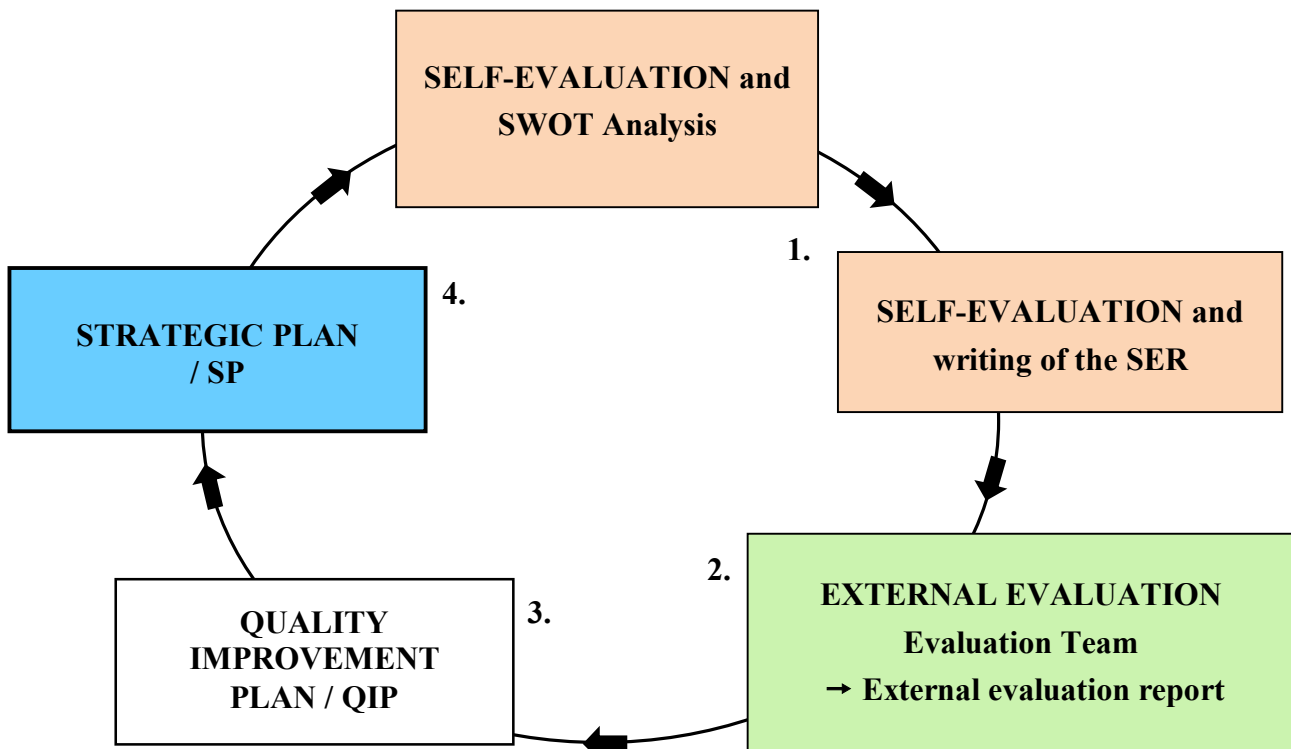 SELF-EVALUATION and
SWOT Analysis
1.
SELF-EVALUATION and
writing of the SER
2.
EXTERNAL EVALUATION
Evaluation Team
→ External evaluation report
3.
QUALITY
IMPROVEMENT
PLAN / QIP
4.
STRATEGIC PLAN
/ SP